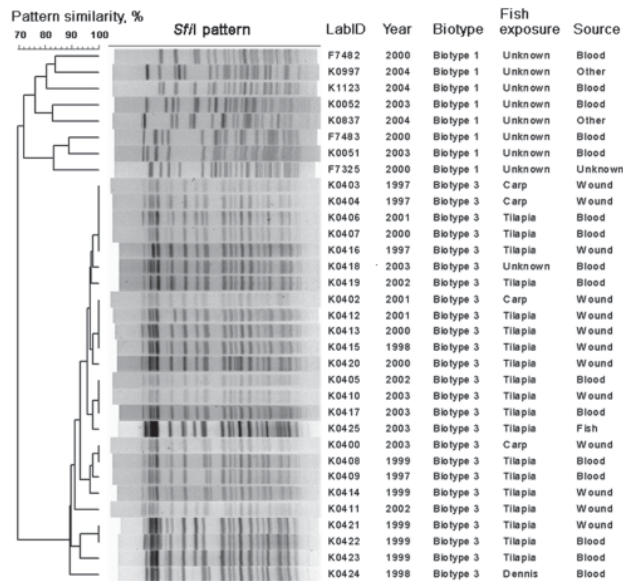 Pattern similarity, %
30 40 50 60 70 80 90 100
SfiI pattern
LabID Year Biotype Fish exposure Source
F7482 2000 Biotype 1 Unknown Blood
K0997 2004 Biotype 1 Unknown Other
K1123 2004 Biotype 1 Unknown Blood
K0052 2003 Biotype 1 Unknown Blood
K0837 2004 Biotype 1 Unknown Other
F7483 2000 Biotype 1 Unknown Blood
K0051 2003 Biotype 1 Unknown Blood
F7325 2000 Biotype 1 Unknown Unknown
K0403 1997 Biotype 3 Carp Wound
K0404 1997 Biotype 3 Carp Wound
K0406 2001 Biotype 3 Tilapia Blood
K0407 2000 Biotype 3 Tilapia Blood
K0416 1997 Biotype 3 Tilapia Wound
K0418 2003 Biotype 3 Unknown Blood
K0419 2002 Biotype 3 Tilapia Blood
K0402 2001 Biotype 3 Carp Wound
K0412 2001 Biotype 3 Tilapia Wound
K0413 2000 Biotype 3 Tilapia Wound
K0415 1998 Biotype 3 Tilapia Wound
K0420 2000 Biotype 3 Tilapia Wound
K0405 2002 Biotype 3 Tilapia Blood
K0410 2003 Biotype 3 Tilapia Wound
K0417 2003 Biotype 3 Tilapia Blood
K0425 2003 Biotype 3 Tilapia Fish
K0400 2003 Biotype 3 Carp Wound
K0408 1999 Biotype 3 Tilapia Blood
K0409 1997 Biotype 3 Tilapia Blood
K0414 1999 Biotype 3 Tilapia Wound
K0411 2002 Biotype 3 Tilapia Wound
K0421 1999 Biotype 3 Tilapia Wound
K0422 1999 Biotype 3 Tilapia Blood
K0423 1999 Biotype 3 Tilapia Blood
K0424 1998 Biotype 3 Dennis Blood